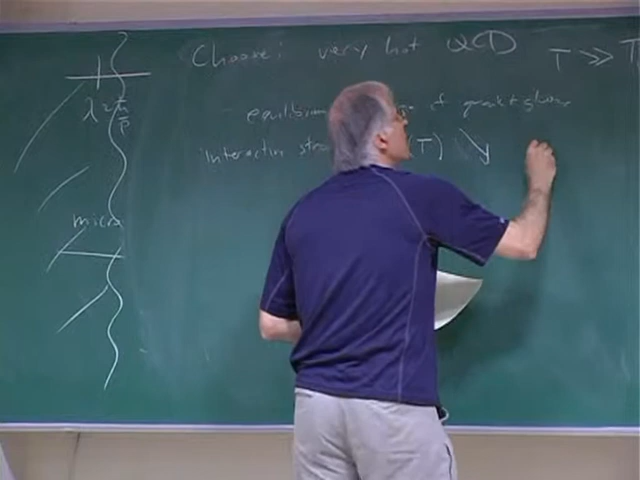 Choose: very hot QCD T ≫ T
equilibrium of quark + gluon
interaction T) ↘
λ = ħ/p
micro